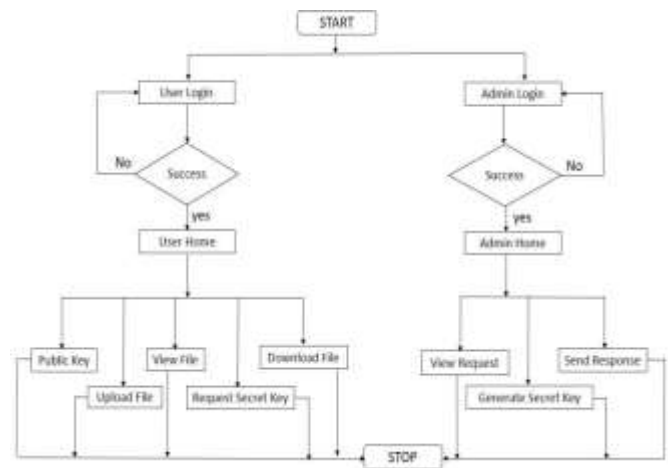 START
User Login
Admin Login
No
Success
Success
No
yes
yes
User Home
Admin Home
Public Key
View File
Download File
View Request
Send Response
Upload File
Request Secret Key
Generate Secret Key
STOP